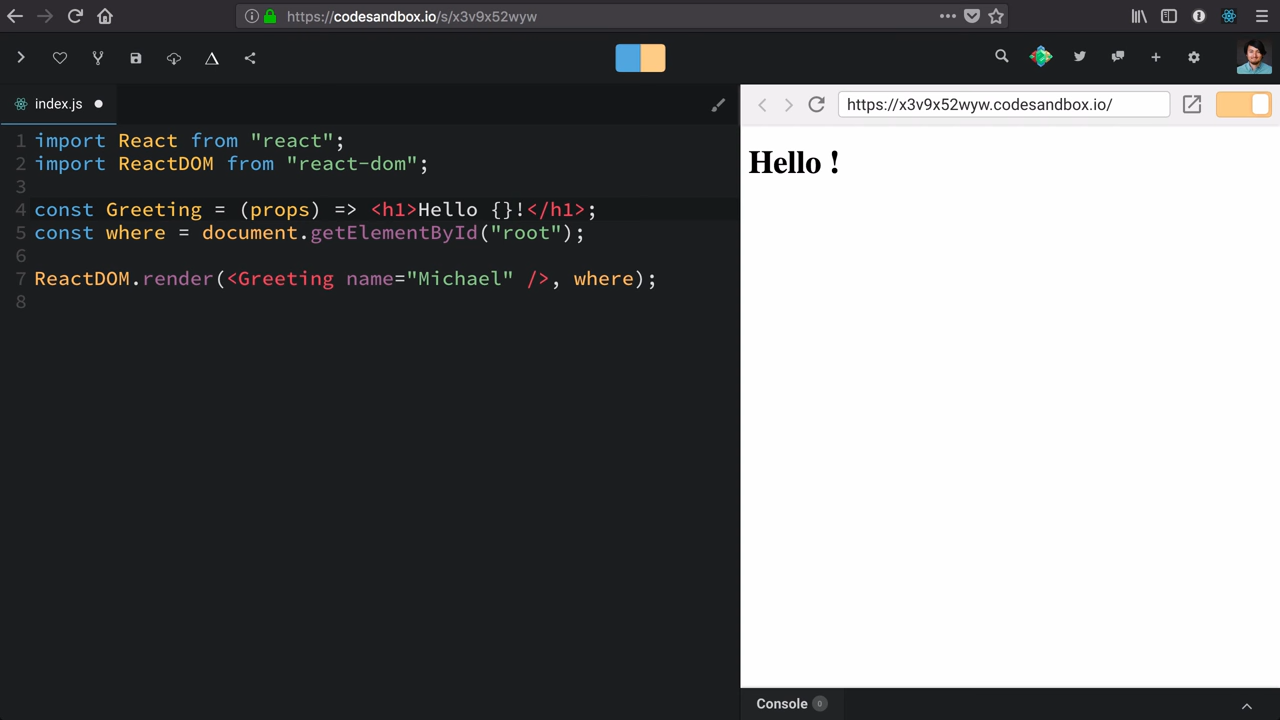 https://codesandbox.io/s/x3v9x52wyw
index.js
https://x3v9x52wyw.codesandbox.io/
1 import React from "react";
2 import ReactDOM from "react-dom";
3
4 const Greeting = (props) => <h1>Hello {}!</h1>;
5 const where = document.getElementById("root");
6
7 ReactDOM.render(<Greeting name="Michael" />, where);
8
Hello !
Console 0